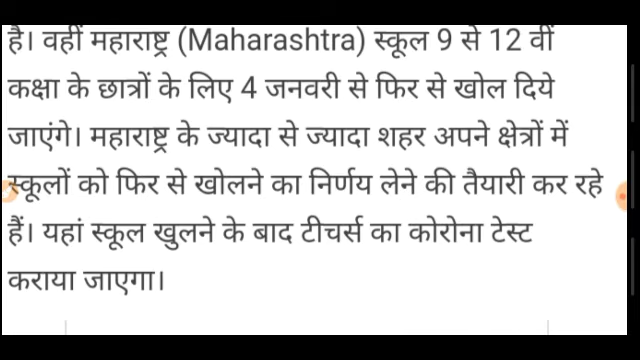 है। वहीं महाराष्ट्र (Maharashtra) स्कूल 9 से 12 वीं
कक्षा के छात्रों के लिए 4 जनवरी से फिर से खोल दिये
जाएंगे। महाराष्ट्र के ज्यादा से ज्यादा शहर अपने क्षेत्रों में
स्कूलों को फिर से खोलने का निर्णय लेने की तैयारी कर रहे
हैं। यहां स्कूल खुलने के बाद टीचर्स का कोरोना टेस्ट
कराया जाएगा।